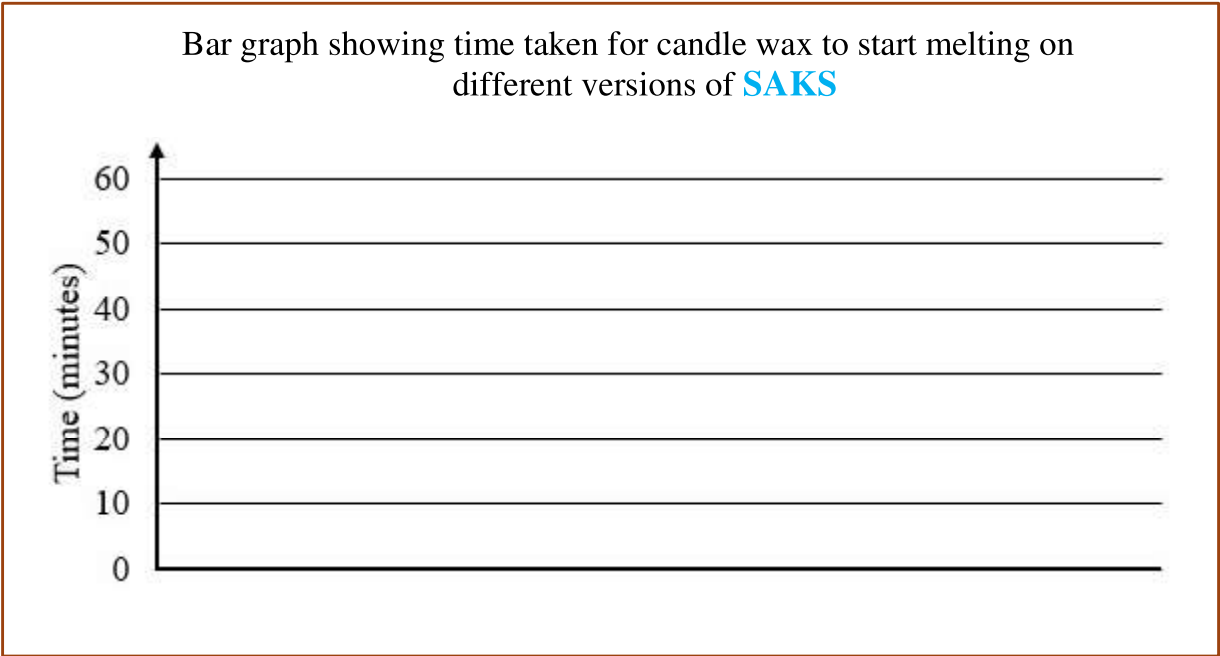 Bar graph showing time taken for candle wax to start melting on
different versions of SAKS
Time (minutes)
60
50
40
30
20
10
0